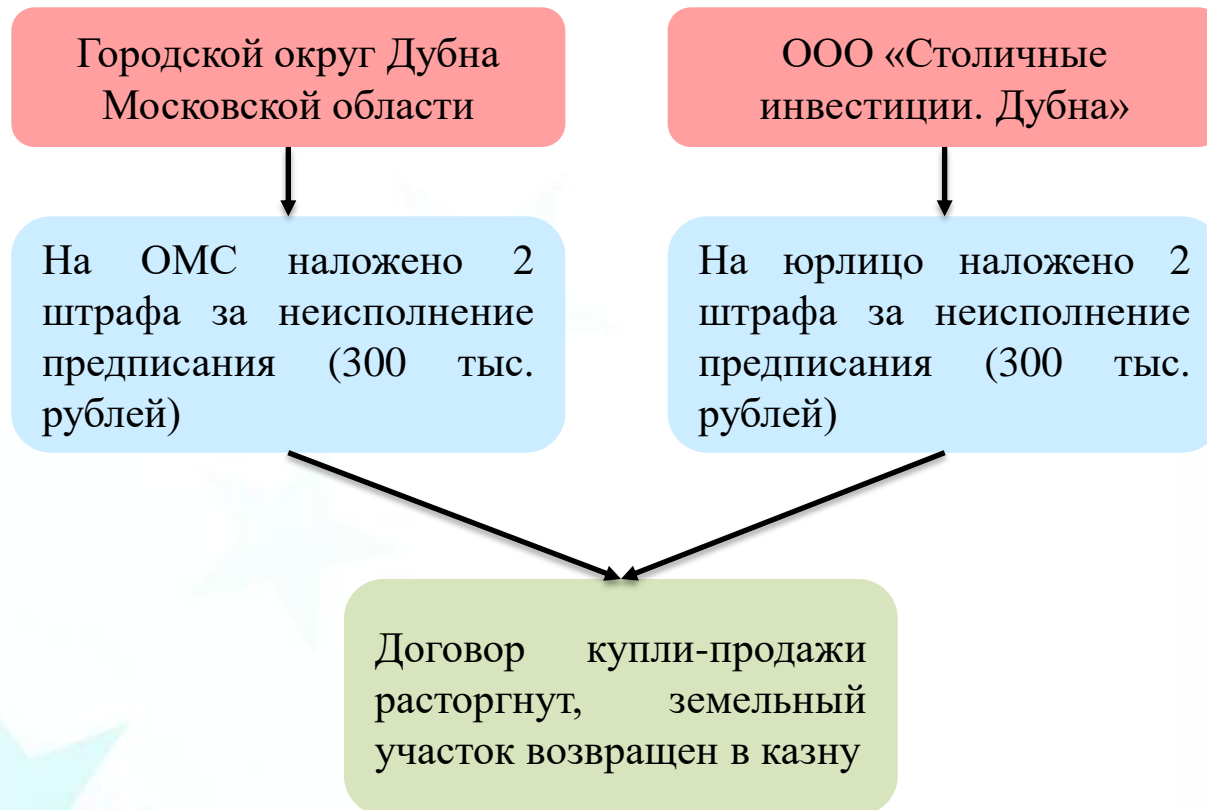 Городской округ Дубна
Московской области
ООО «Столичные
инвестиции. Дубна»
На ОМС наложено 2
штрафа за неисполнение
предписания (300 тыс.
рублей)
На юрлицо наложено 2
штрафа за неисполнение
предписания (300 тыс.
рублей)
Договор купли-продажи
расторгнут, земельный
участок возвращен в казну